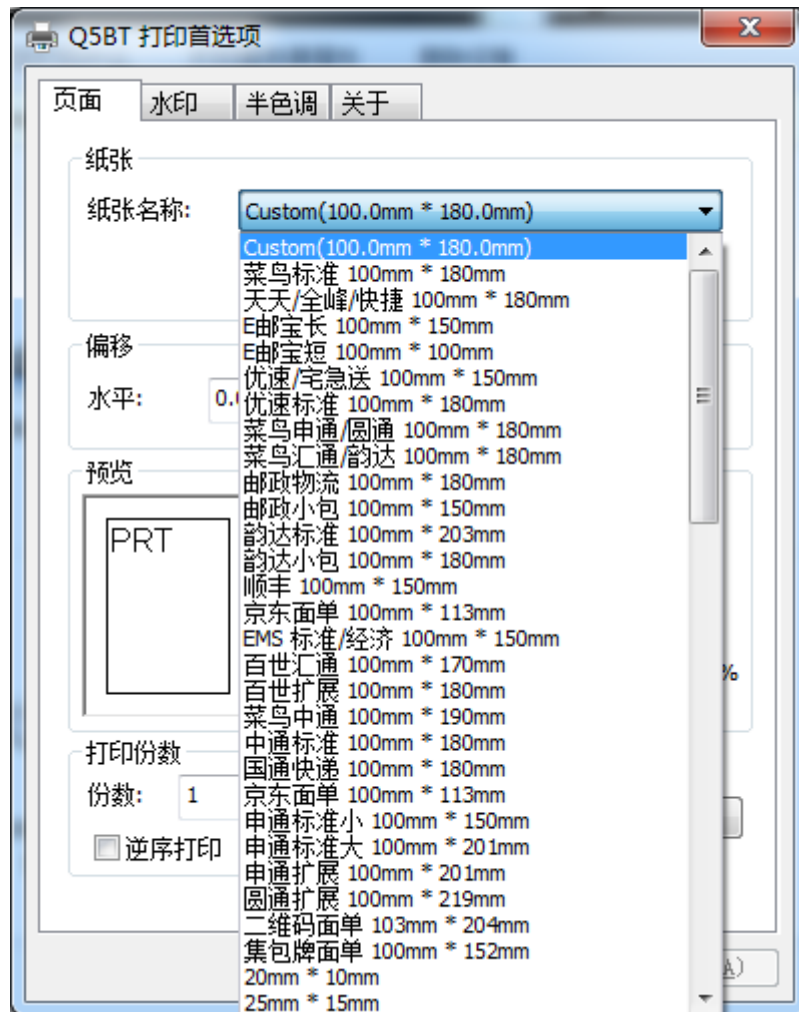 Q5BT 打印首选项
页面 水印 半色调 关于
纸张
纸张名称: Custom(100.0mm * 180.0mm)
Custom(100.0mm * 180.0mm)
菜鸟标准 100mm * 180mm
天天/全峰/快捷 100mm * 180mm
E邮宝长 100mm * 150mm
E邮宝短 100mm * 100mm
优速/宅急送 100mm * 150mm
优速标准 100mm * 180mm
菜鸟申通/圆通 100mm * 180mm
菜鸟汇通/韵达 100mm * 180mm
邮政物流 100mm * 180mm
邮政小包 100mm * 150mm
韵达标准 100mm * 203mm
韵达小包 100mm * 180mm
顺丰 100mm * 150mm
京东面单 100mm * 113mm
EMS 标准/经济 100mm * 150mm
百世汇通 100mm * 170mm
百世扩展 100mm * 180mm
菜鸟中通 100mm * 190mm
中通标准 100mm * 180mm
国通快递 100mm * 180mm
京东面单 100mm * 113mm
申通标准小 100mm * 150mm
申通标准大 100mm * 201mm
申通扩展 100mm * 201mm
圆通扩展 100mm * 219mm
二维码面单 103mm * 204mm
集包牌面单 100mm * 152mm
20mm * 10mm
25mm * 15mm
偏移
水平: 0.
预览
PRT
%
打印份数
份数: 1
逆序打印
A)